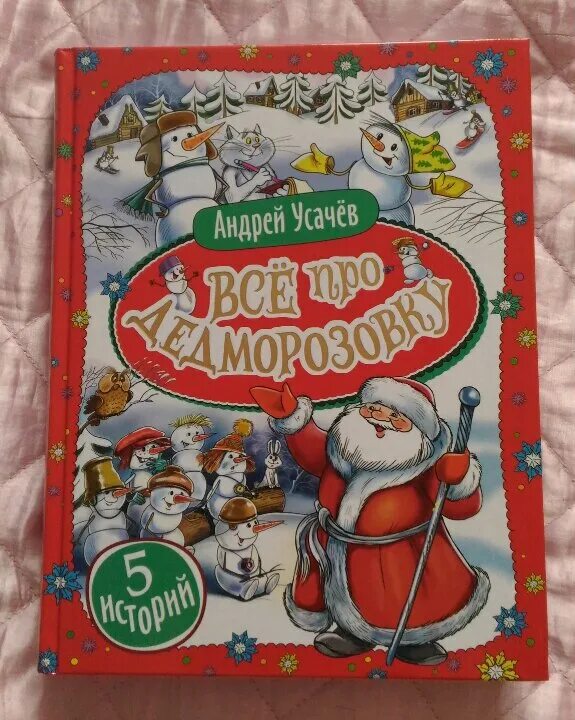 Андрей Усачёв
ВСЁ про
ДЕДМОРОЗОВКУ
5
историй